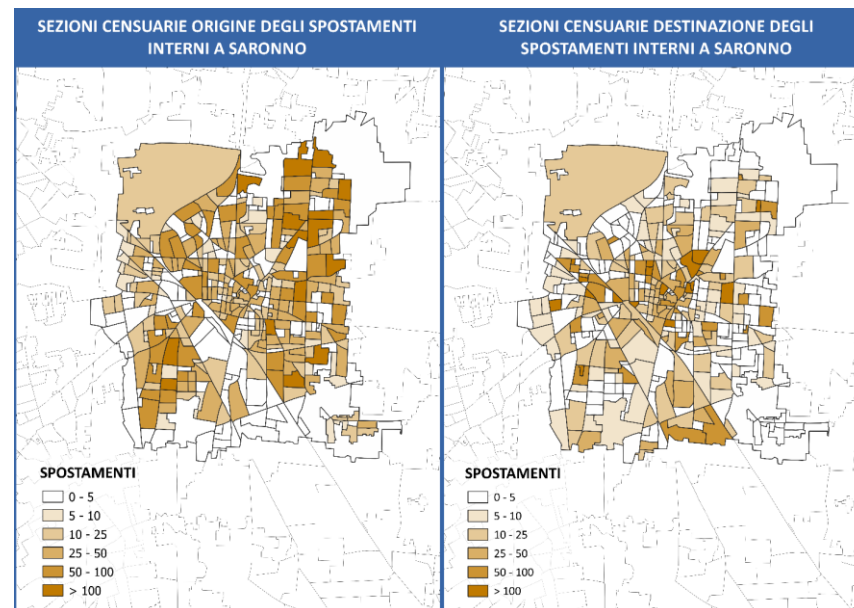 SEZIONI CENSUARIE ORIGINE DEGLI SPOSTAMENTI
INTERNI A SARONNO
SEZIONI CENSUARIE DESTINAZIONE DEGLI
SPOSTAMENTI INTERNI A SARONNO
SPOSTAMENTI
0 - 5
5 - 10
10 - 25
25 - 50
50 - 100
> 100
SPOSTAMENTI
0 - 5
5 - 10
10 - 25
25 - 50
50 - 100
> 100